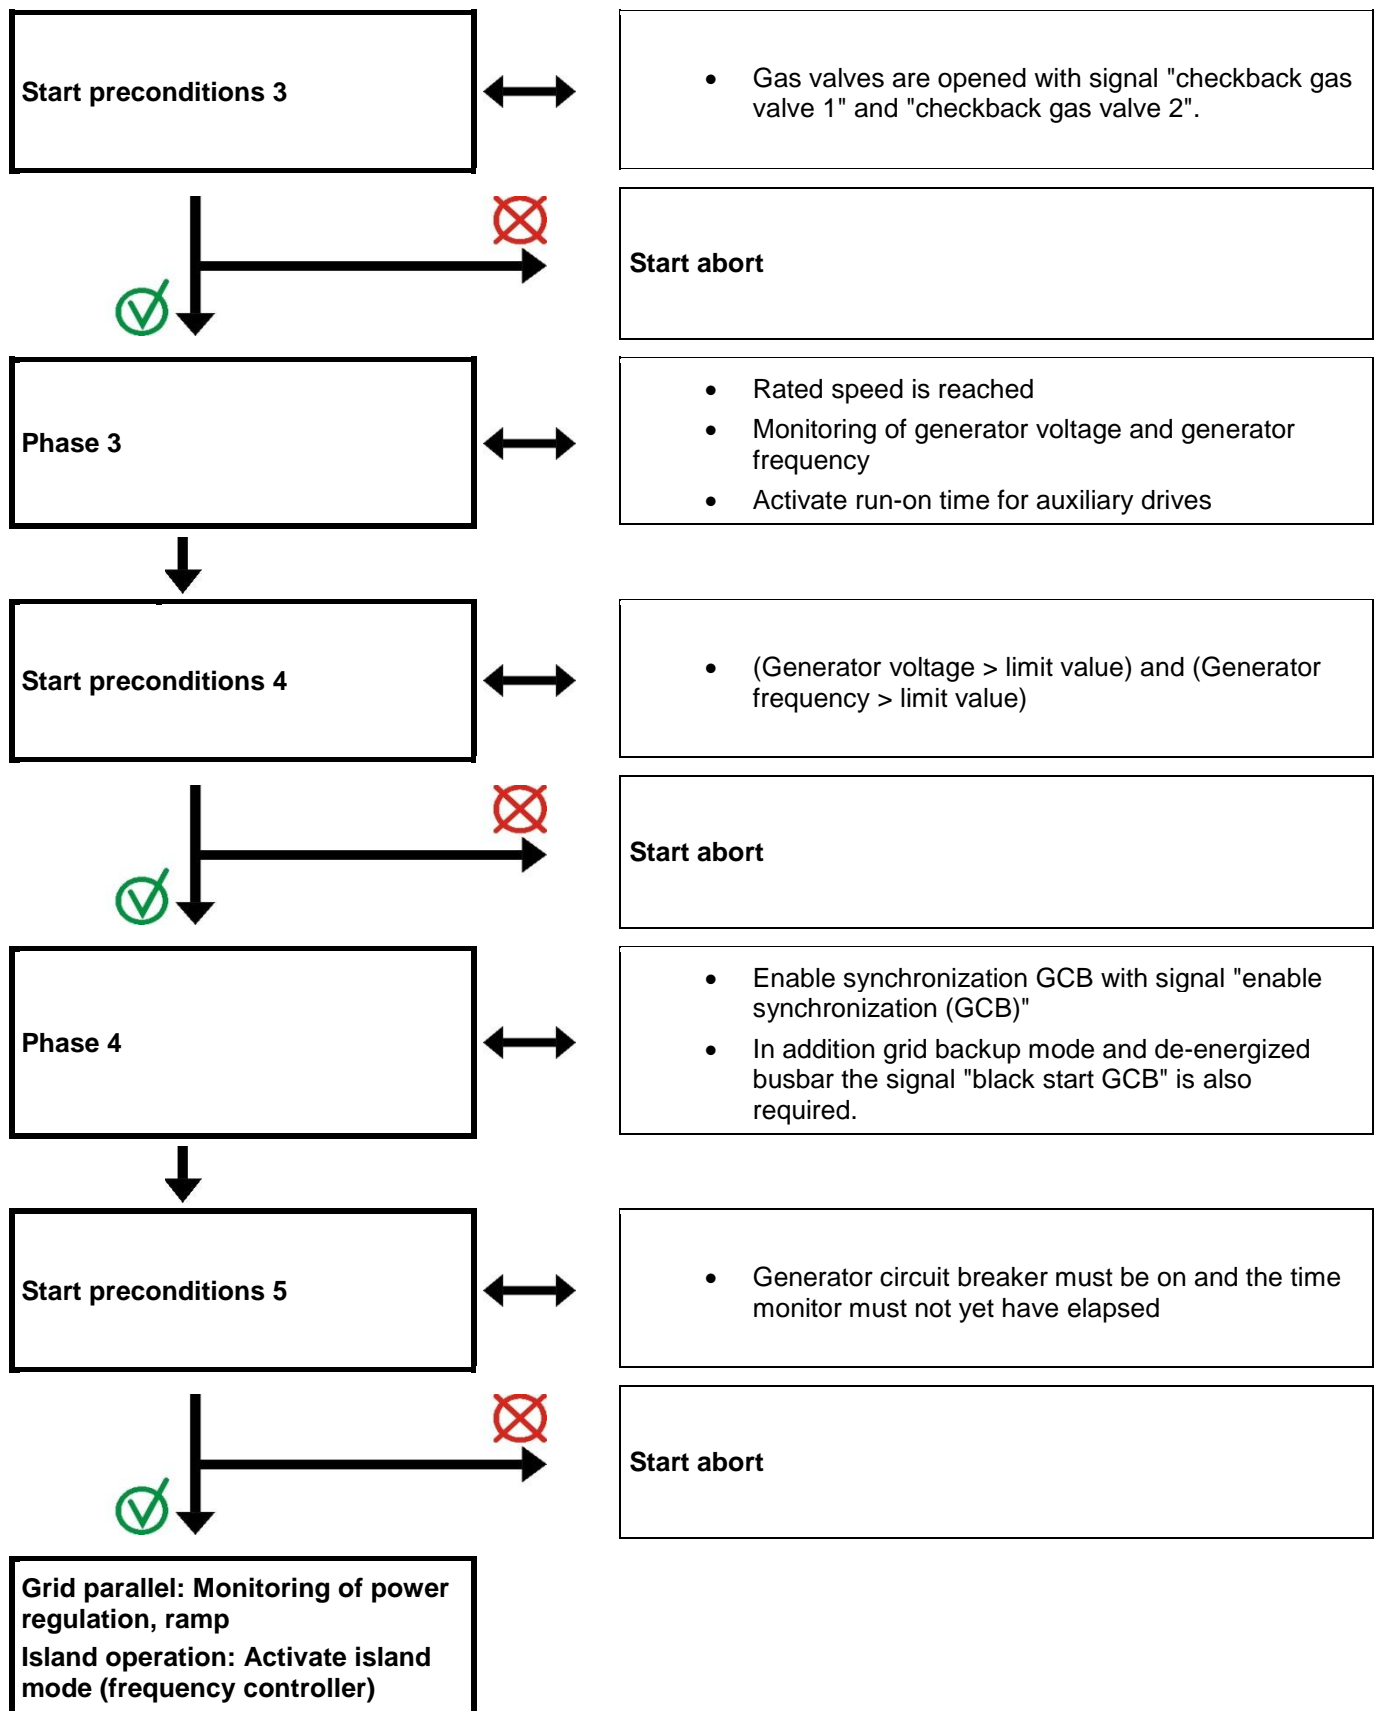 Start preconditions 3
• Gas valves are opened with signal "checkback gas
valve 1" and "checkback gas valve 2".
Start abort
Phase 3
• Rated speed is reached
• Monitoring of generator voltage and generator
frequency
• Activate run-on time for auxiliary drives
Start preconditions 4
• (Generator voltage > limit value) and (Generator
frequency > limit value)
Start abort
Phase 4
• Enable synchronization GCB with signal "enable
synchronization (GCB)"
• In addition grid backup mode and de-energized
busbar the signal "black start GCB" is also
required.
Start preconditions 5
• Generator circuit breaker must be on and the time
monitor must not yet have elapsed
Start abort
Grid parallel: Monitoring of power
regulation, ramp
Island operation: Activate island
mode (frequency controller)